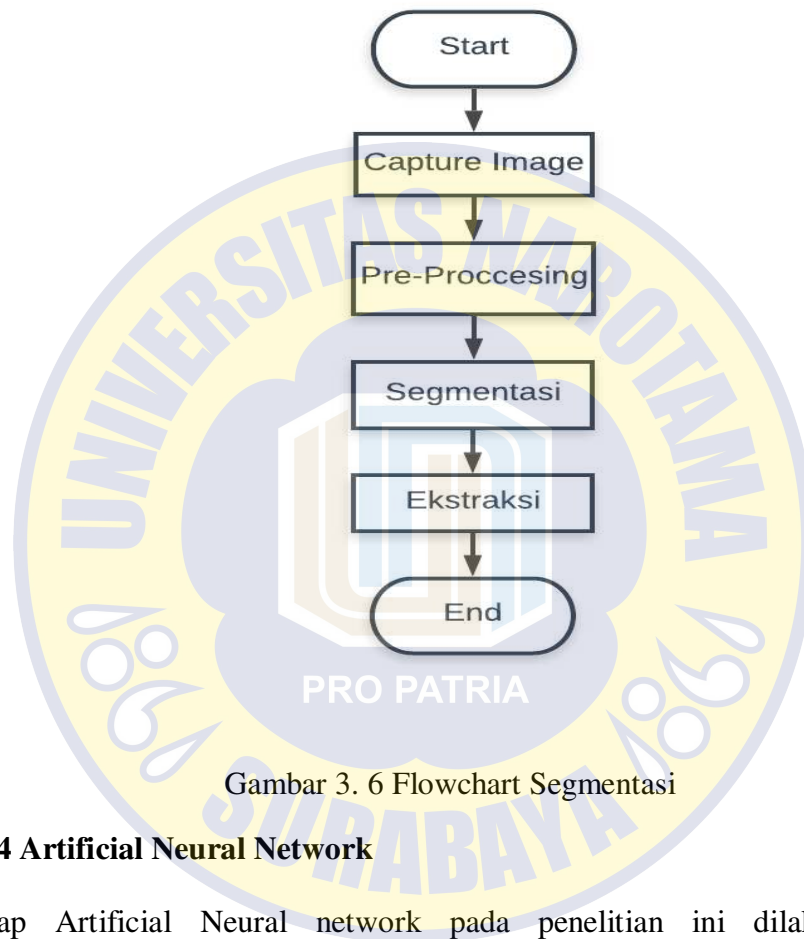 Start
Capture Image
Pre-Proccesing
Segmentasi
Ekstraksi
End
UNIVERSITAS NAROTAMA
PRO PATRIA
SURABAYA
Gambar 3. 6 Flowchart Segmentasi
4 Artificial Neural Network
ap Artificial Neural network pada penelitian ini